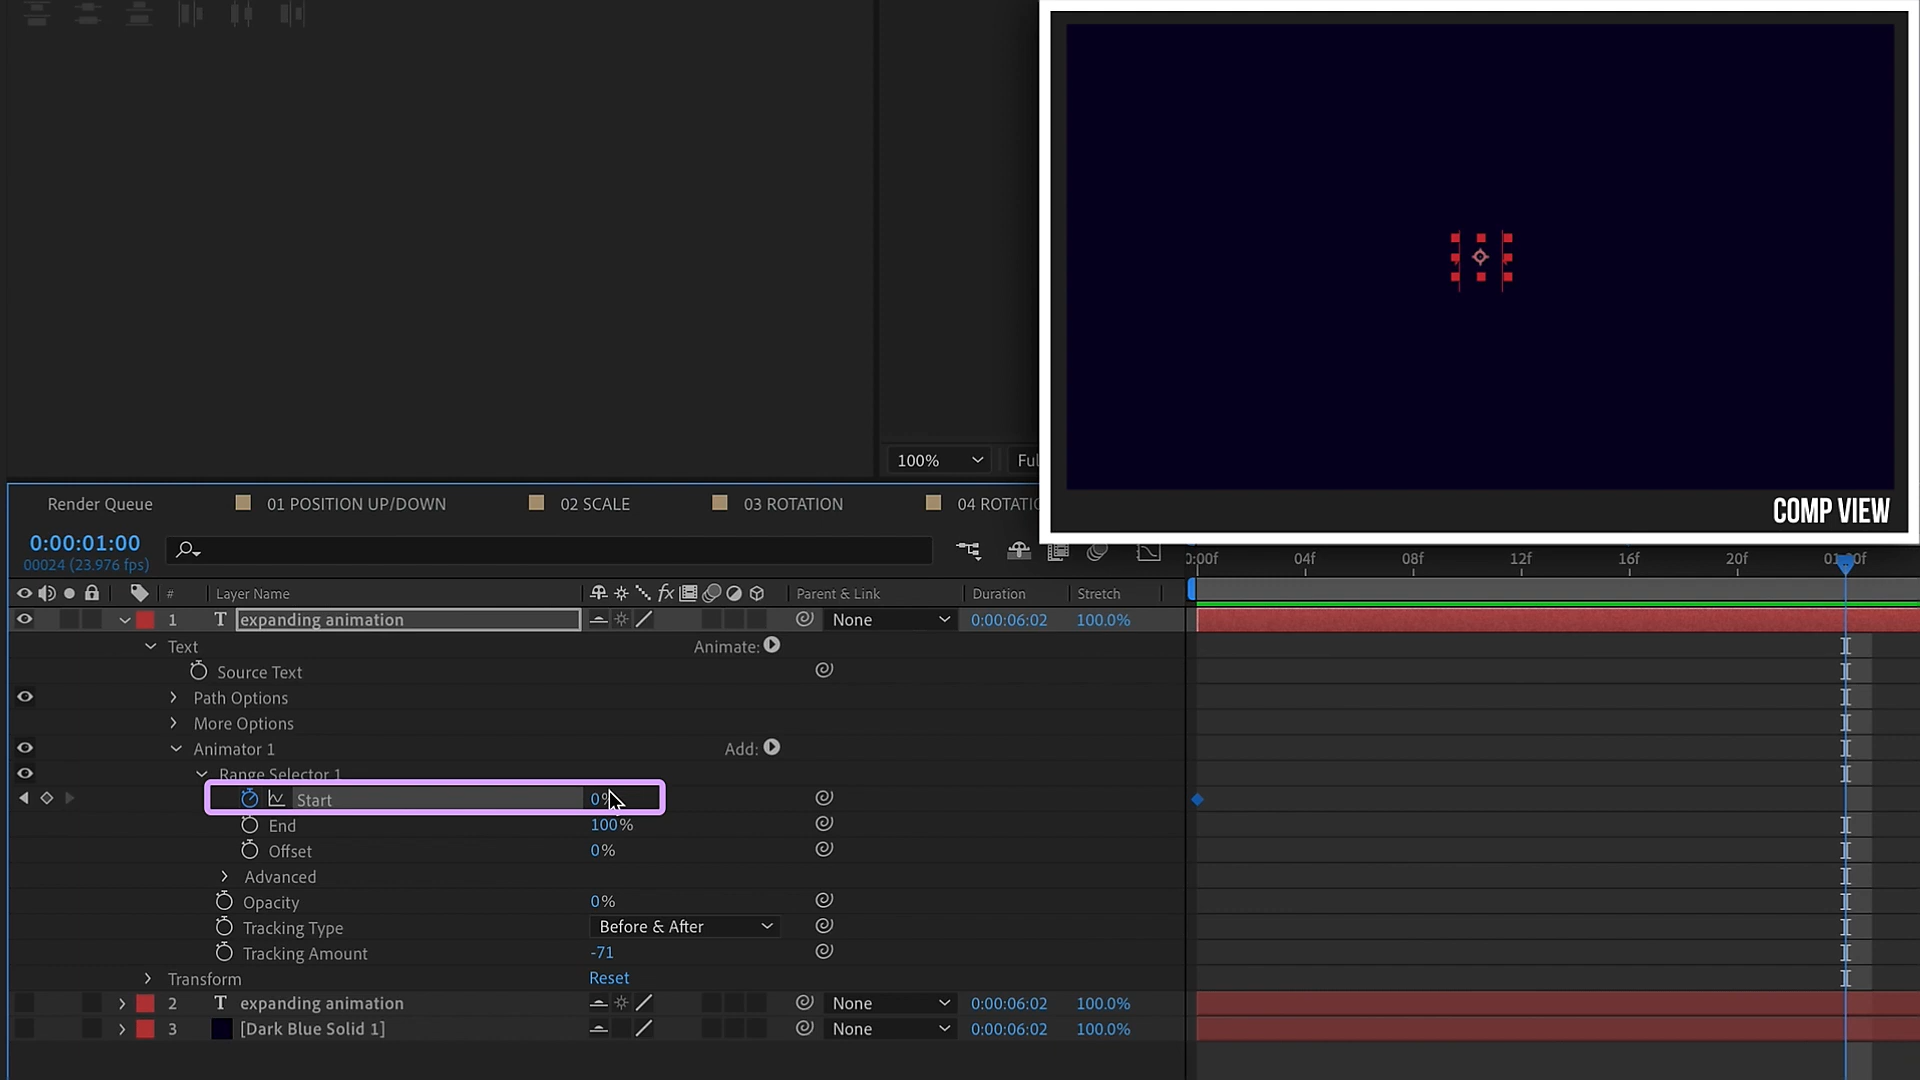 COMP VIEW
100%
Ful
Render Queue
01 POSITION UP/DOWN
02 SCALE
03 ROTATION
04 ROTATIO
0:00:01:00
00024 (23.976 fps)
0:00f 04f 08f 12f 16f 20f 01:00f
# Layer Name fx Parent & Link Duration Stretch
1 T expanding animation None 0:00:06:02 100.0%
Text Animate:
Source Text
Path Options
More Options
Animator 1 Add:
Range Selector 1
Start 0%
End 100%
Offset 0%
Advanced
Opacity 0%
Tracking Type Before & After
Tracking Amount -71
Transform Reset
2 T expanding animation None 0:00:06:02 100.0%
3 [Dark Blue Solid 1] None 0:00:06:02 100.0%